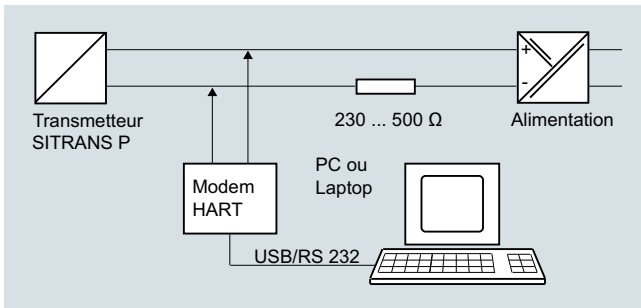 +
-
Transmetteur
SITRANS P
230 ... 500 Ω
Alimentation
Modem
HART
PC ou
Laptop
USB/RS 232